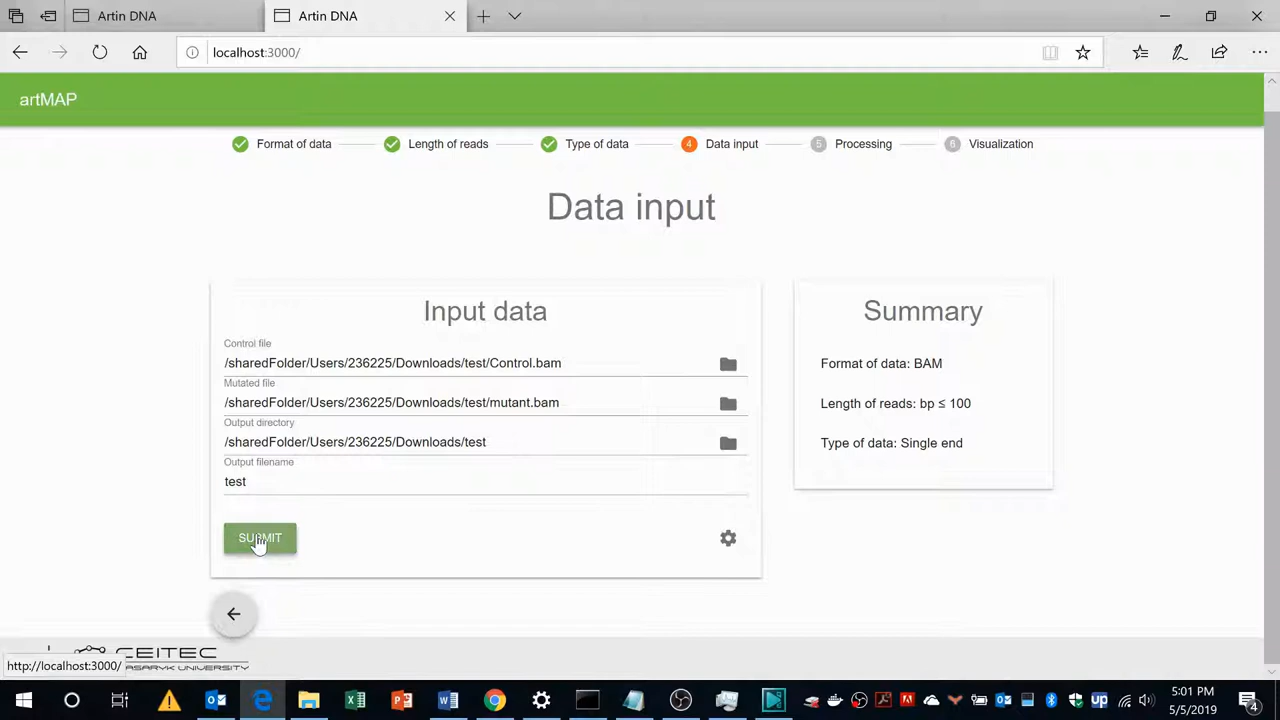 Artin DNA
Artin DNA
localhost:3000/
artMAP
Format of data
Length of reads
Type of data
4 Data input
5 Processing
6 Visualization
Data input
Input data
Control file
/sharedFolder/Users/236225/Downloads/test/Control.bam
Mutated file
/sharedFolder/Users/236225/Downloads/test/mutant.bam
Output directory
/sharedFolder/Users/236225/Downloads/test
Output filename
test
SUBMIT
Summary
Format of data: BAM
Length of reads: bp ≤ 100
Type of data: Single end
CEITEC
http://localhost:3000/
ASARYK UNIVERSITY
up
5:01 PM
5/5/2019
4